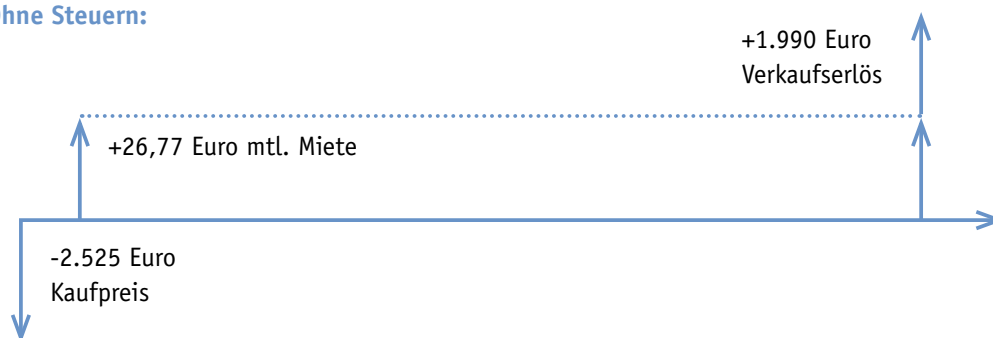 hne Steuern:
+1.990 Euro
Verkaufserlös
+26,77 Euro mtl. Miete
-2.525 Euro
Kaufpreis